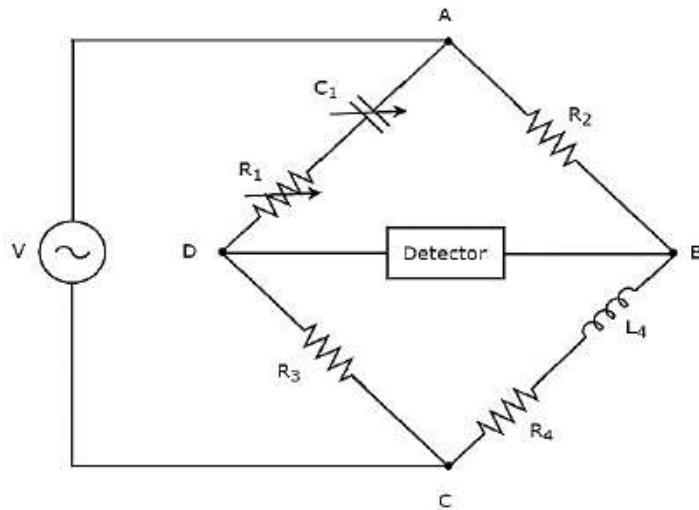 A
C₁
R₂
R₁
V
D
Detector
B
L₄
R₃
R₄
C